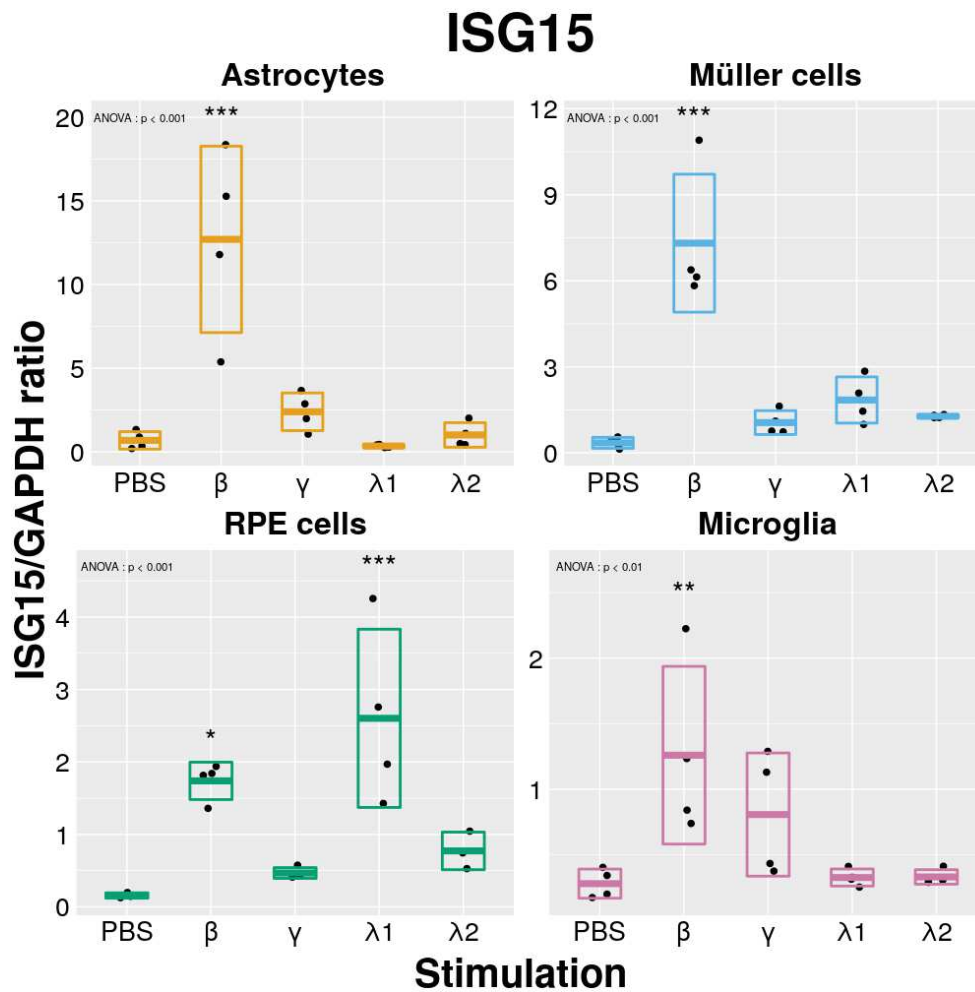 ISG15
ISG15/GAPDH ratio
Astrocytes
ANOVA : p < 0.001
***
20
15
10
5
0
PBS β γ λ1 λ2
Müller cells
ANOVA : p < 0.001
***
12
9
6
3
0
PBS β γ λ1 λ2
RPE cells
ANOVA : p < 0.001
***
*
4
3
2
1
0
PBS β γ λ1 λ2
Microglia
ANOVA : p < 0.01
**
2
1
PBS β γ λ1 λ2
Stimulation